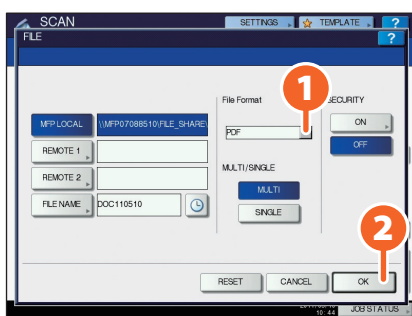 SCAN
SETTINGS
TEMPLATE
?
FILE
?
File Format
1
SECURITY
MFP LOCAL
\\MFP07088510\FILE_SHARE\
PDF
ON
OFF
REMOTE 1
REMOTE 2
MULTI/SINGLE
MULTI
SINGLE
FILE NAME
DOC110510
2
RESET
CANCEL
OK
10:44
JOB STATUS